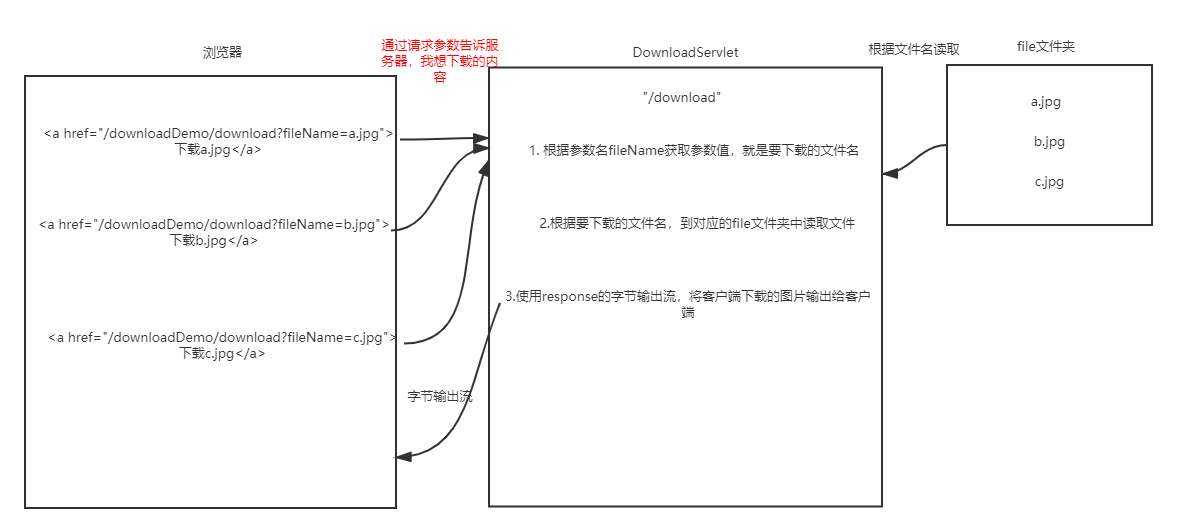 浏览器
<a href="/downloadDemo/download?fileName=a.jpg">
下载a.jpg</a>
<a href="/downloadDemo/download?fileName=b.jpg">
下载b.jpg</a>
<a href="/downloadDemo/download?fileName=c.jpg">
下载c.jpg</a>
通过请求参数告诉服
务器，我想下载的内
容
字节输出流
DownloadServlet
"/download"
1. 根据参数名fileName获取参数值，就是要下载的文件名
2.根据要下载的文件名，到对应的file文件夹中读取文件
3.使用response的字节输出流，将客户端下载的图片输出给客户
端
根据文件名读取
file文件夹
a.jpg
b.jpg
c.jpg